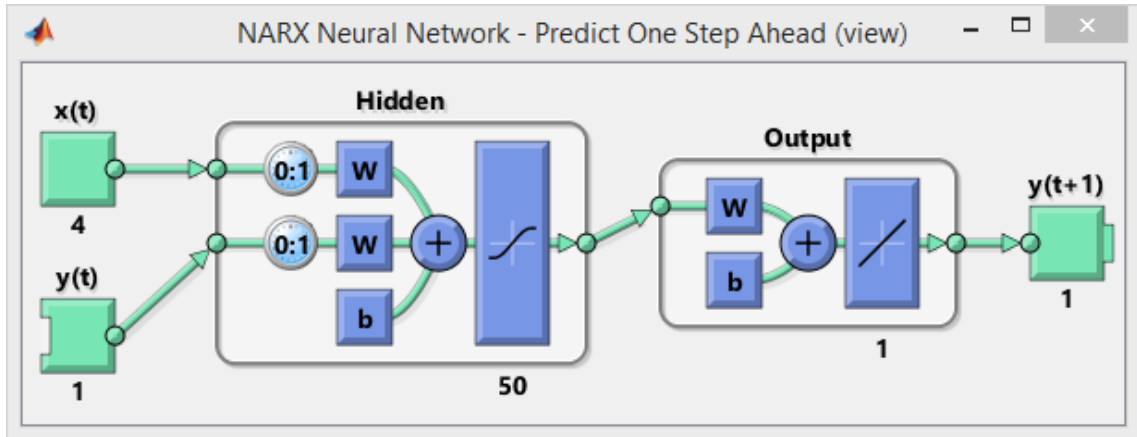 NARX Neural Network - Predict One Step Ahead (view)
Hidden
x(t)
0:1
W
4
0:1
W
+
y(t)
b
1
50
Output
W
+
b
1
y(t+1)
1